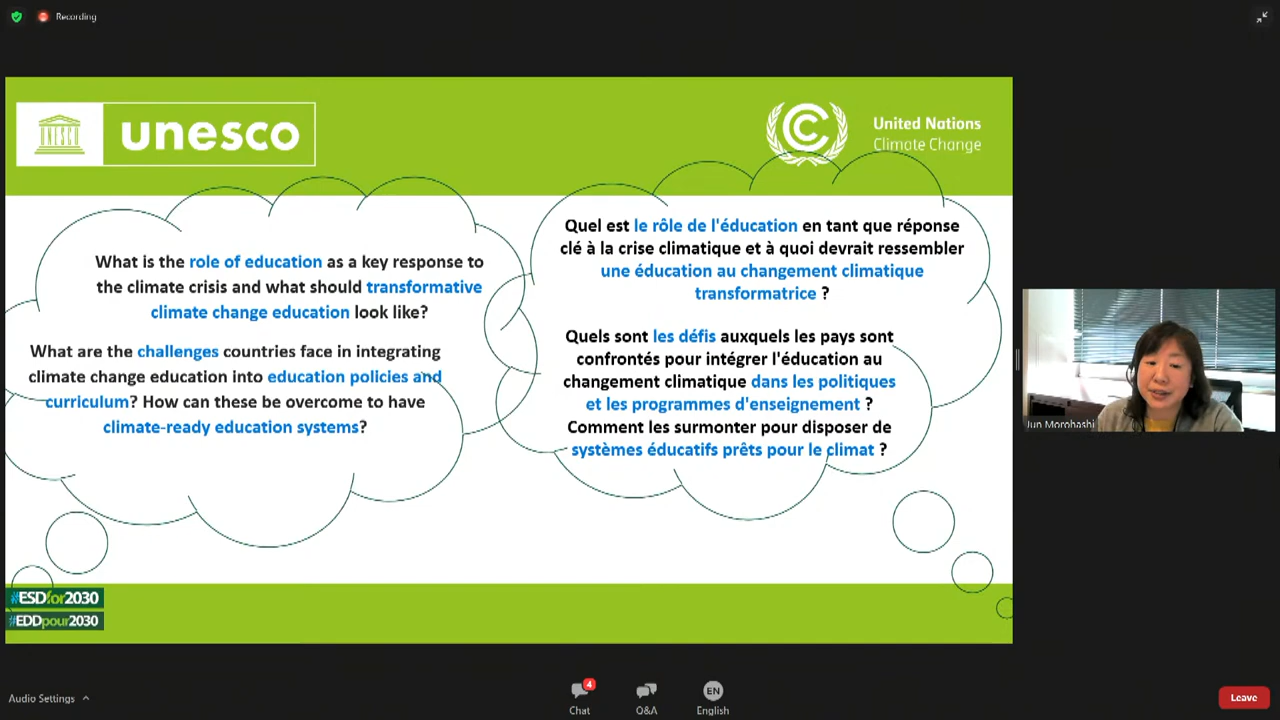 Recording
UNESCO
unesco
United Nations
Climate Change
What is the role of education as a key response to
the climate crisis and what should transformative
climate change education look like?
What are the challenges countries face in integrating
climate change education into education policies and
curriculum? How can these be overcome to have
climate-ready education systems?
Quel est le rôle de l'éducation en tant que réponse
clé à la crise climatique et à quoi devrait ressembler
une éducation au changement climatique
transformatrice ?
Quels sont les défis auxquels les pays sont
confrontés pour intégrer l'éducation au
changement climatique dans les politiques
et les programmes d'enseignement ?
Comment les surmonter pour disposer de
systèmes éducatifs prêts pour le climat ?
#ESDfor2030
#EDDpour2030
Jun Morohashi
Audio Settings
4
Chat
Q&A
EN
English
Leave